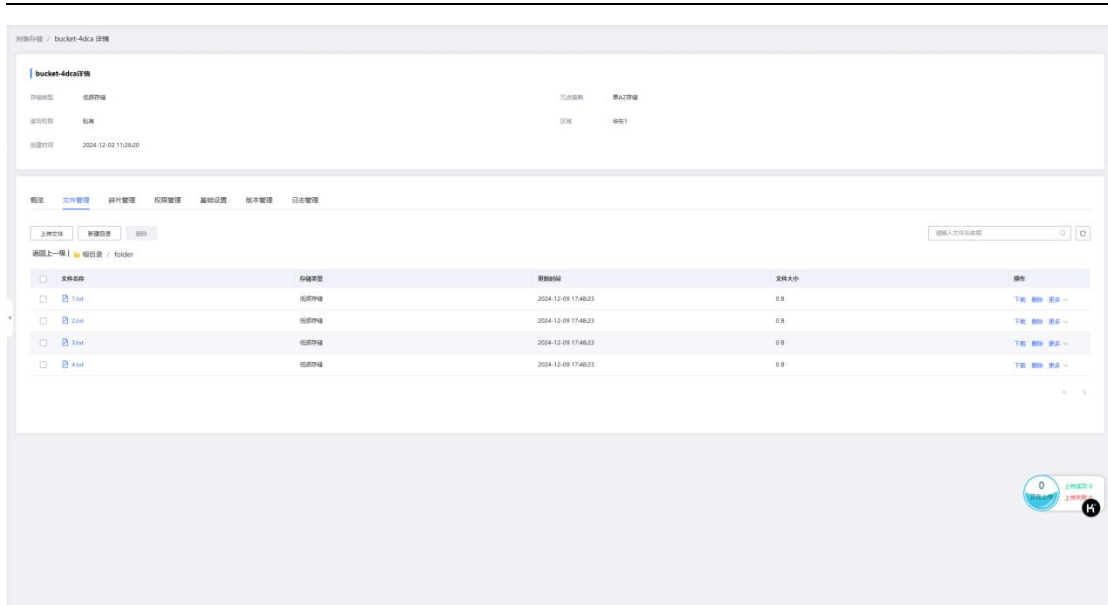 对象存储 / bucket-4dca 详情
bucket-4dca详情
存储类型 低频存储 冗余策略 单AZ存储
读写权限 私有 区域 华东1
创建时间 2024-12-02 11:26:20
概览 文件管理 碎片管理 权限管理 基础设置 版本管理 日志管理
上传文件 新建目录 删除 请输入文件名前缀
返回上一级 | 根目录 / folder
文件名称 存储类型 更新时间 文件大小 操作
1.txt 低频存储 2024-12-09 17:48:23 0 B 下载 删除 更多
2.txt 低频存储 2024-12-09 17:48:23 0 B 下载 删除 更多
3.txt 低频存储 2024-12-09 17:48:23 0 B 下载 删除 更多
4.txt 低频存储 2024-12-09 17:48:23 0 B 下载 删除 更多
0 上传成功 0
正在上传 上传失败